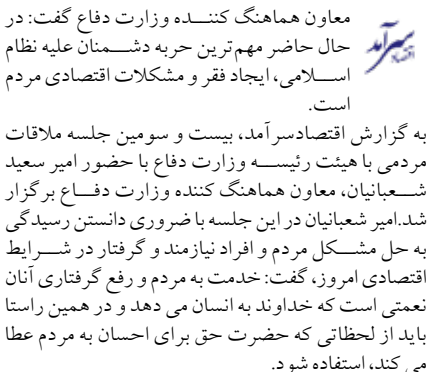 معاون هماهنگ کننده وزارت دفاع گفت: در
حال حاضر مهم‌ترین حربه دشمنان علیه نظام
اسلامی، ایجاد فقر و مشکلات اقتصادی مردم
است.
سرآمد
اقتصاد
به گزارش اقتصادسرآمد، بیست و سومین جلسه ملاقات
مردمی با هیئت رئیسه وزارت دفاع با حضور امیر سعید
شعبانیان، معاون هماهنگ کننده وزارت دفاع برگزار
شد.امیر شعبانیان در این جلسه با ضروری دانستن رسیدگی
به حل مشکل مردم و افراد نیازمند و گرفتار در شرایط
اقتصادی امروز، گفت: خدمت به مردم و رفع گرفتاری آنان
نعمتی است که خداوند به انسان می دهد و در همین راستا
باید از لحظاتی که حضرت حق برای احسان به مردم عطا
می کند، استفاده شود.